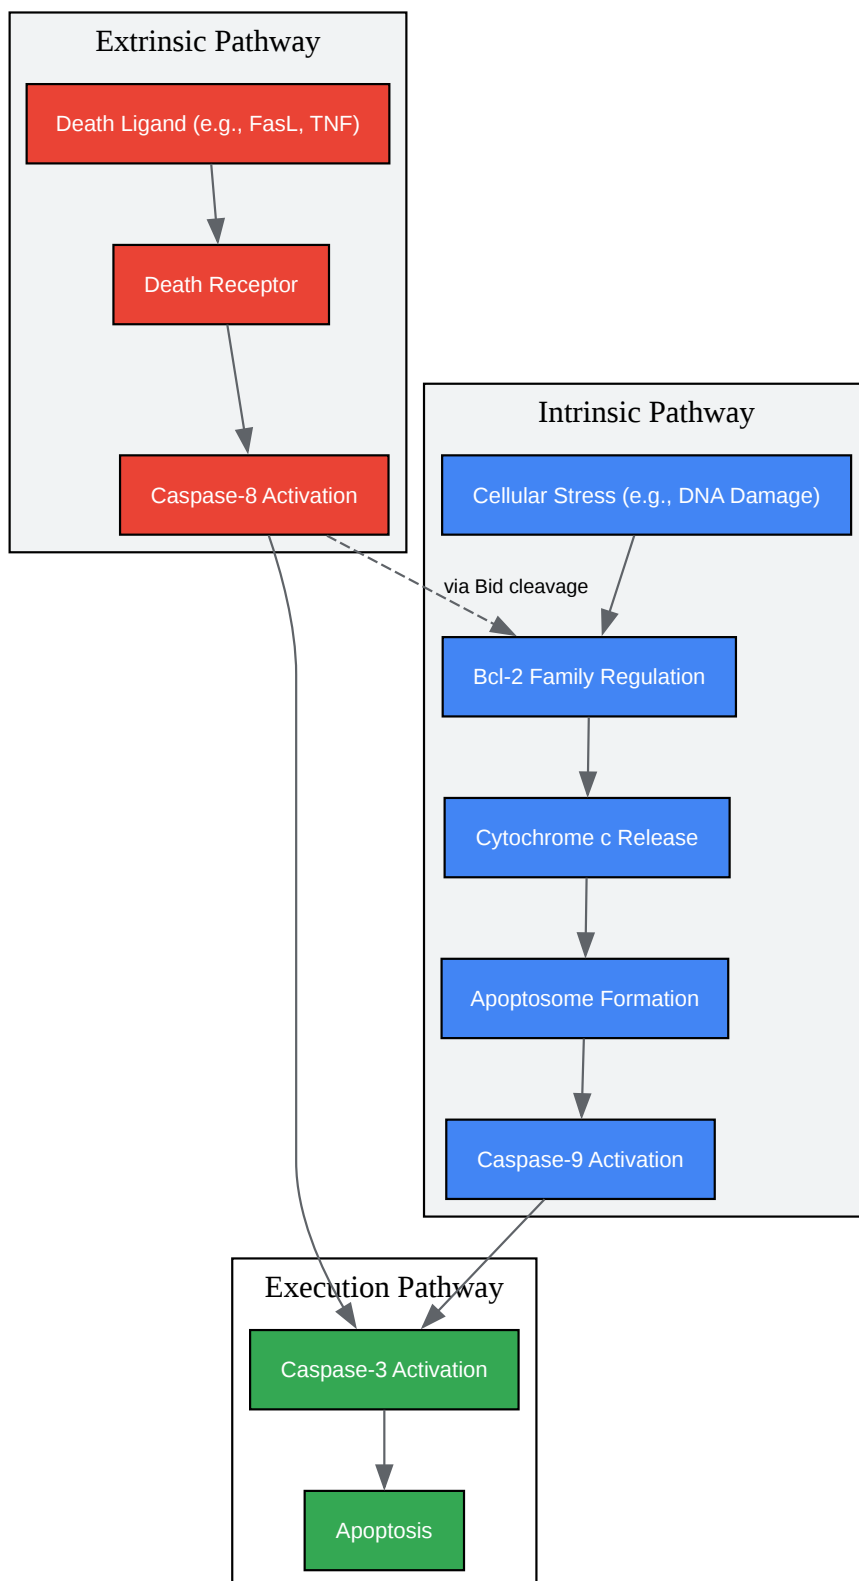 Extrinsic Pathway
Death Ligand (e.g., FasL, TNF)
Death Receptor
Caspase-8 Activation
Intrinsic Pathway
Cellular Stress (e.g., DNA Damage)
via Bid cleavage
Bcl-2 Family Regulation
Cytochrome c Release
Apoptosome Formation
Caspase-9 Activation
Execution Pathway
Caspase-3 Activation
Apoptosis